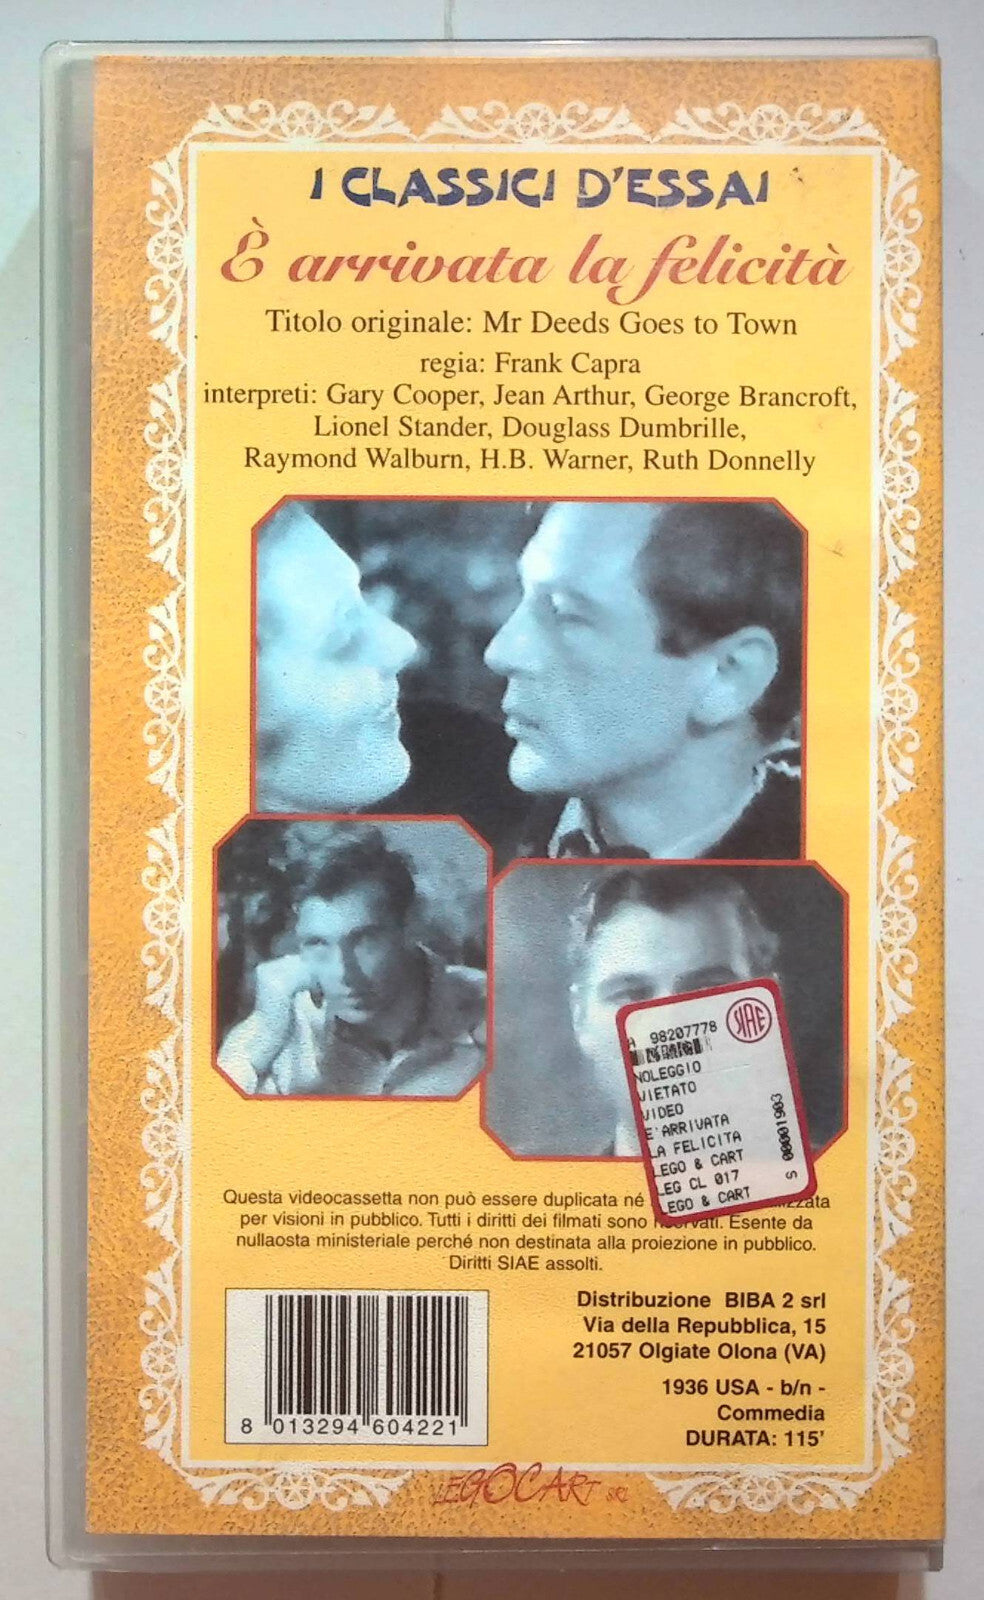 I CLASSICI D'ESSAI
È arrivata la felicità
Titolo originale: Mr Deeds Goes to Town
regia: Frank Capra
interpreti: Gary Cooper, Jean Arthur, George Brancroft,
Lionel Stander, Douglass Dumbrille,
Raymond Walburn, H.B. Warner, Ruth Donnelly
A 98207778 SIAE
NOLEGGIO
VIETATO
VIDEO
E'ARRIVATA
LA FELICITA
LEGO & CART
LEG CL 017
LEGO & CART
S 00001903
Questa videocassetta non può essere duplicata né
per visioni in pubblico. Tutti i diritti dei filmati sono riservati. Esente da
nullaosta ministeriale perché non destinata alla proiezione in pubblico.
Diritti SIAE assolti.
Distribuzione BIBA 2 srl
Via della Repubblica, 15
21057 Olgiate Olona (VA)
1936 USA - b/n -
Commedia
DURATA: 115'
8 013294 604221
LEGOCART SRL